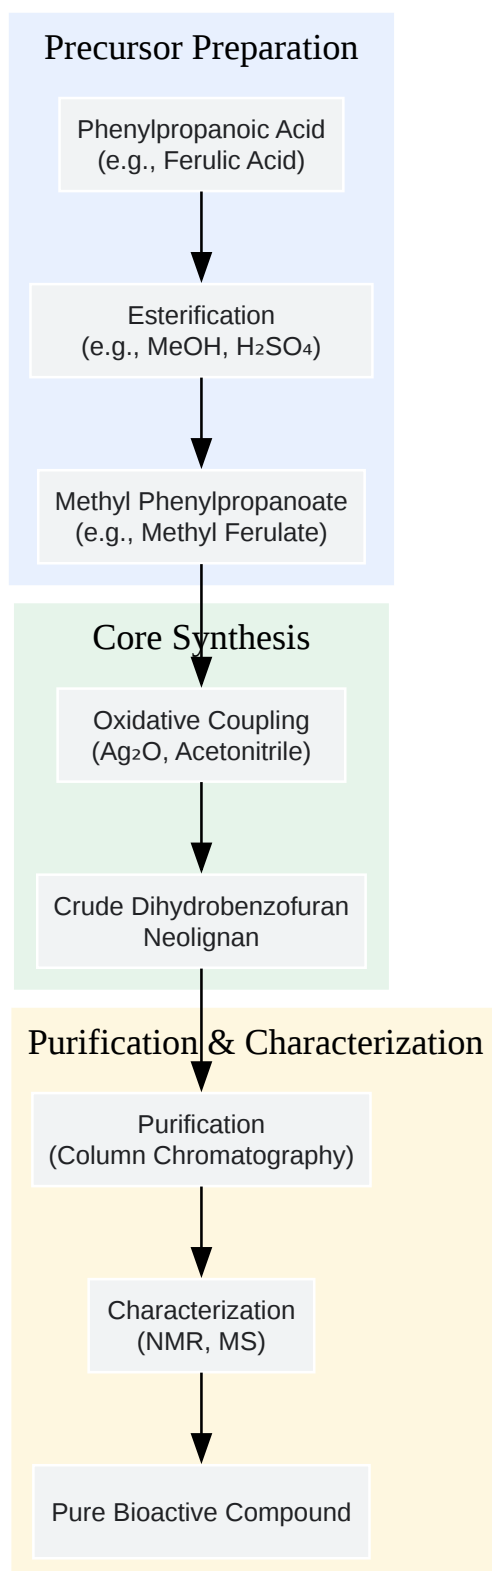 Precursor Preparation
Phenylpropanoic Acid
(e.g., Ferulic Acid)
Esterification
(e.g., MeOH, H₂SO₄)
Methyl Phenylpropanoate
(e.g., Methyl Ferulate)
Core Synthesis
Oxidative Coupling
(Ag₂O, Acetonitrile)
Crude Dihydrobenzofuran
Neolignan
Purification & Characterization
Purification
(Column Chromatography)
Characterization
(NMR, MS)
Pure Bioactive Compound